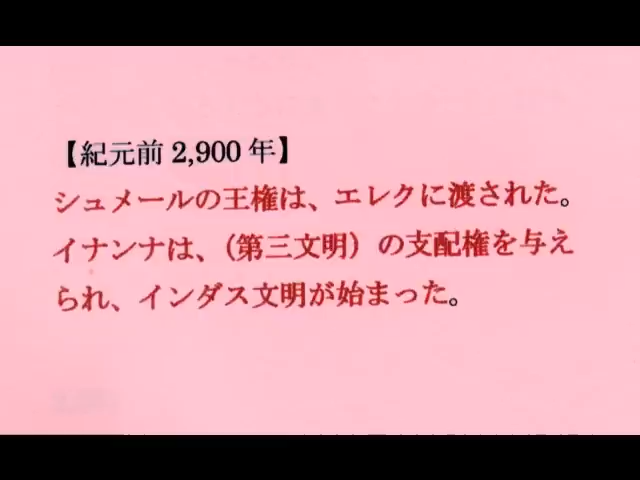 【紀元前 2,900 年】
シュメールの王権は、エレクに渡された。
イナンナは、（第三文明）の支配権を与え
られ、インダス文明が始まった。